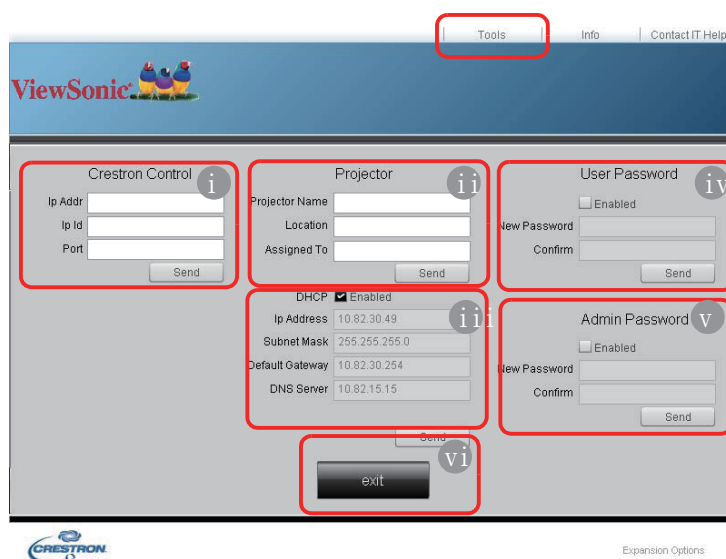 Tools
Info
Contact IT Help
ViewSonic
Crestron Control
i
Ip Addr
Ip Id
Port
Send
Projector
ii
Projector Name
Location
Assigned To
Send
DHCP Enabled
iii
Ip Address 10.82.30.49
Subnet Mask 255.255.255.0
Default Gateway 10.82.30.254
DNS Server 10.82.15.15
Send
User Password
iv
Enabled
New Password
Confirm
Send
Admin Password
v
Enabled
New Password
Confirm
Send
vi
exit
CRESTRON
Expansion Options